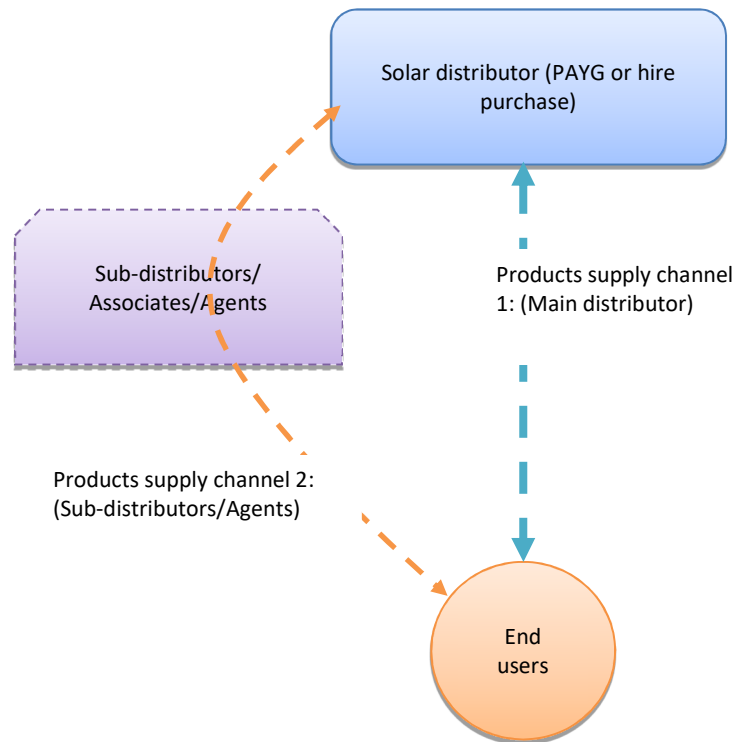 Solar distributor (PAYG or hire
purchase)
Sub-distributors/
Associates/Agents
Products supply channel
1: (Main distributor)
Products supply channel 2:
(Sub-distributors/Agents)
End
users